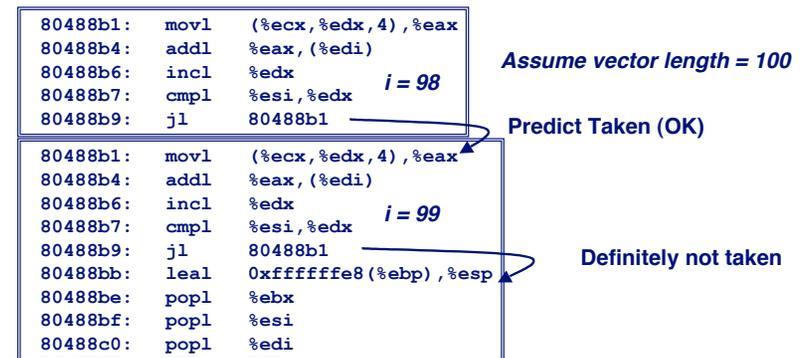 80488b1: movl (%ecx,%edx,4),%eax
80488b4: addl %eax,(%edi)
80488b6: incl %edx
80488b7: cmpl %esi,%edx
i = 98
80488b9: jl 80488b1
Assume vector length = 100
Predict Taken (OK)
80488b1: movl (%ecx,%edx,4),%eax
80488b4: addl %eax,(%edi)
80488b6: incl %edx
80488b7: cmpl %esi,%edx
i = 99
80488b9: jl 80488b1
Definitely not taken
80488bb: leal 0xffffffe8(%ebp),%esp
80488be: popl %ebx
80488bf: popl %esi
80488c0: popl %edi